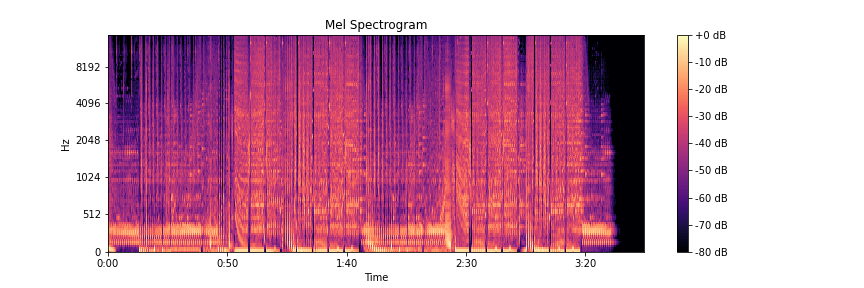 Mel Spectrogram
Hz
8192
4096
2048
1024
512
0
0:00 0:50 1:40 2:30 3:20
Time
+0 dB
-10 dB
-20 dB
-30 dB
-40 dB
-50 dB
-60 dB
-70 dB
-80 dB